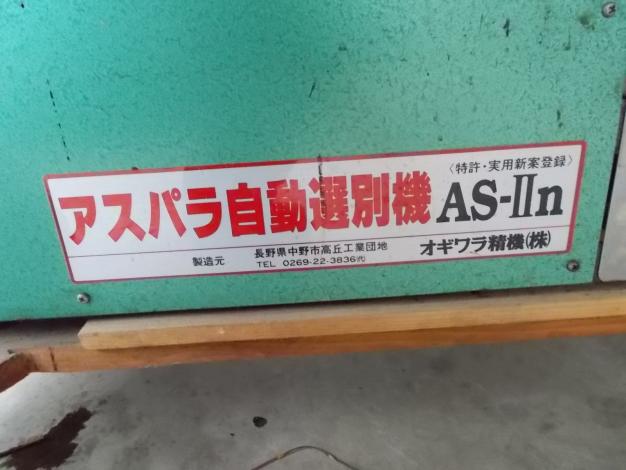 〈特許・実用新案登録〉
アスパラ自動選別機 AS-Ⅱn
製造元 長野県中野市高丘工業団地 オギワラ精機(株)
TEL 0269-22-3836㈹